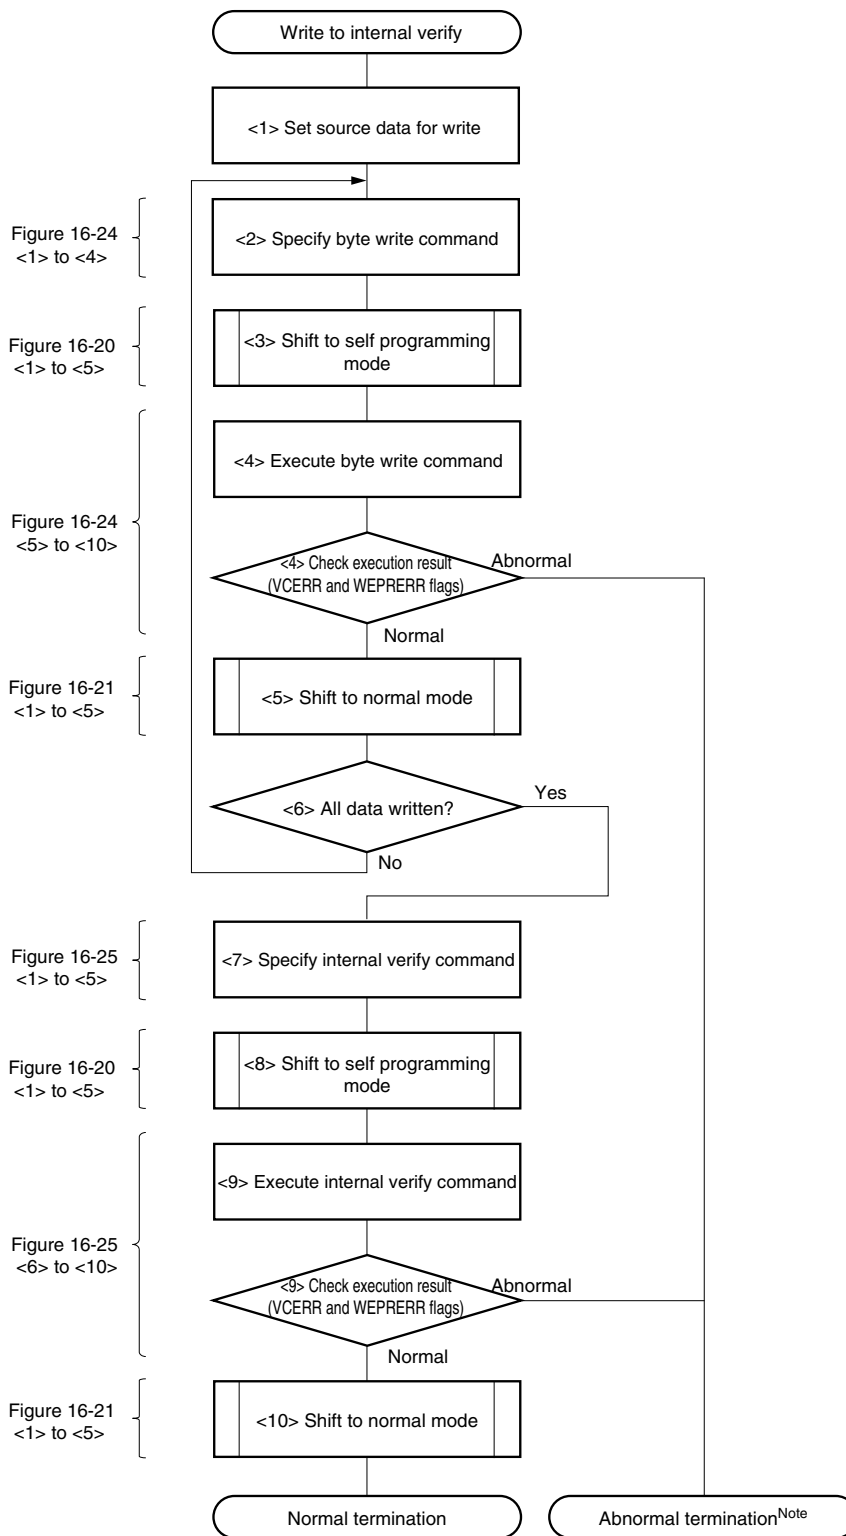 Write to internal verify
<1> Set source data for write
Figure 16-24
<1> to <4>
<2> Specify byte write command
Figure 16-20
<1> to <5>
<3> Shift to self programming
mode
<4> Execute byte write command
Figure 16-24
<5> to <10>
<4> Check execution result
(VCERR and WEPRERR flags)
Abnormal
Normal
Figure 16-21
<1> to <5>
<5> Shift to normal mode
<6> All data written?
Yes
No
Figure 16-25
<1> to <5>
<7> Specify internal verify command
Figure 16-20
<1> to <5>
<8> Shift to self programming
mode
<9> Execute internal verify command
Figure 16-25
<6> to <10>
<9> Check execution result
(VCERR and WEPRERR flags)
Abnormal
Normal
Figure 16-21
<1> to <5>
<10> Shift to normal mode
Normal termination
Abnormal terminationNote